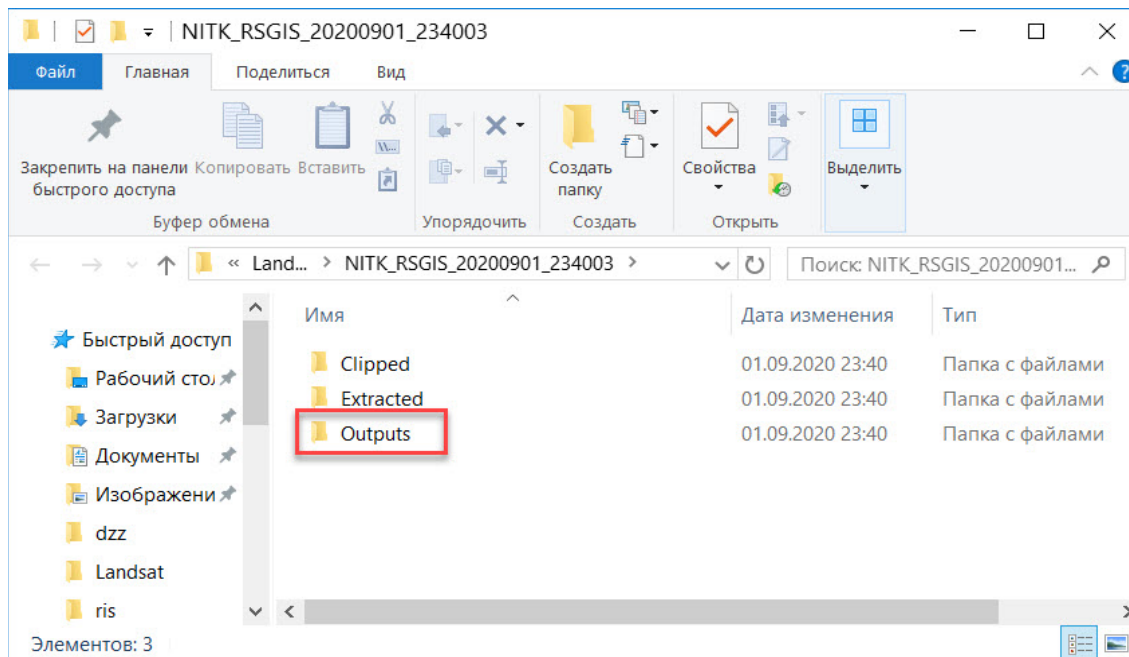 NITK_RSGIS_20200901_234003
Файл Главная Поделиться Вид
Закрепить на панели быстрого доступа
Копировать
Вставить
Создать папку
Свойства
Выделить
Буфер обмена
Упорядочить
Создать
Открыть
« Land... > NITK_RSGIS_20200901_234003 >
Поиск: NITK_RSGIS_20200901...
Имя Дата изменения Тип
Быстрый доступ
Рабочий стол
Загрузки
Документы
Изображени
dzz
Landsat
ris
Clipped 01.09.2020 23:40 Папка с файлами
Extracted 01.09.2020 23:40 Папка с файлами
Outputs 01.09.2020 23:40 Папка с файлами
Элементов: 3